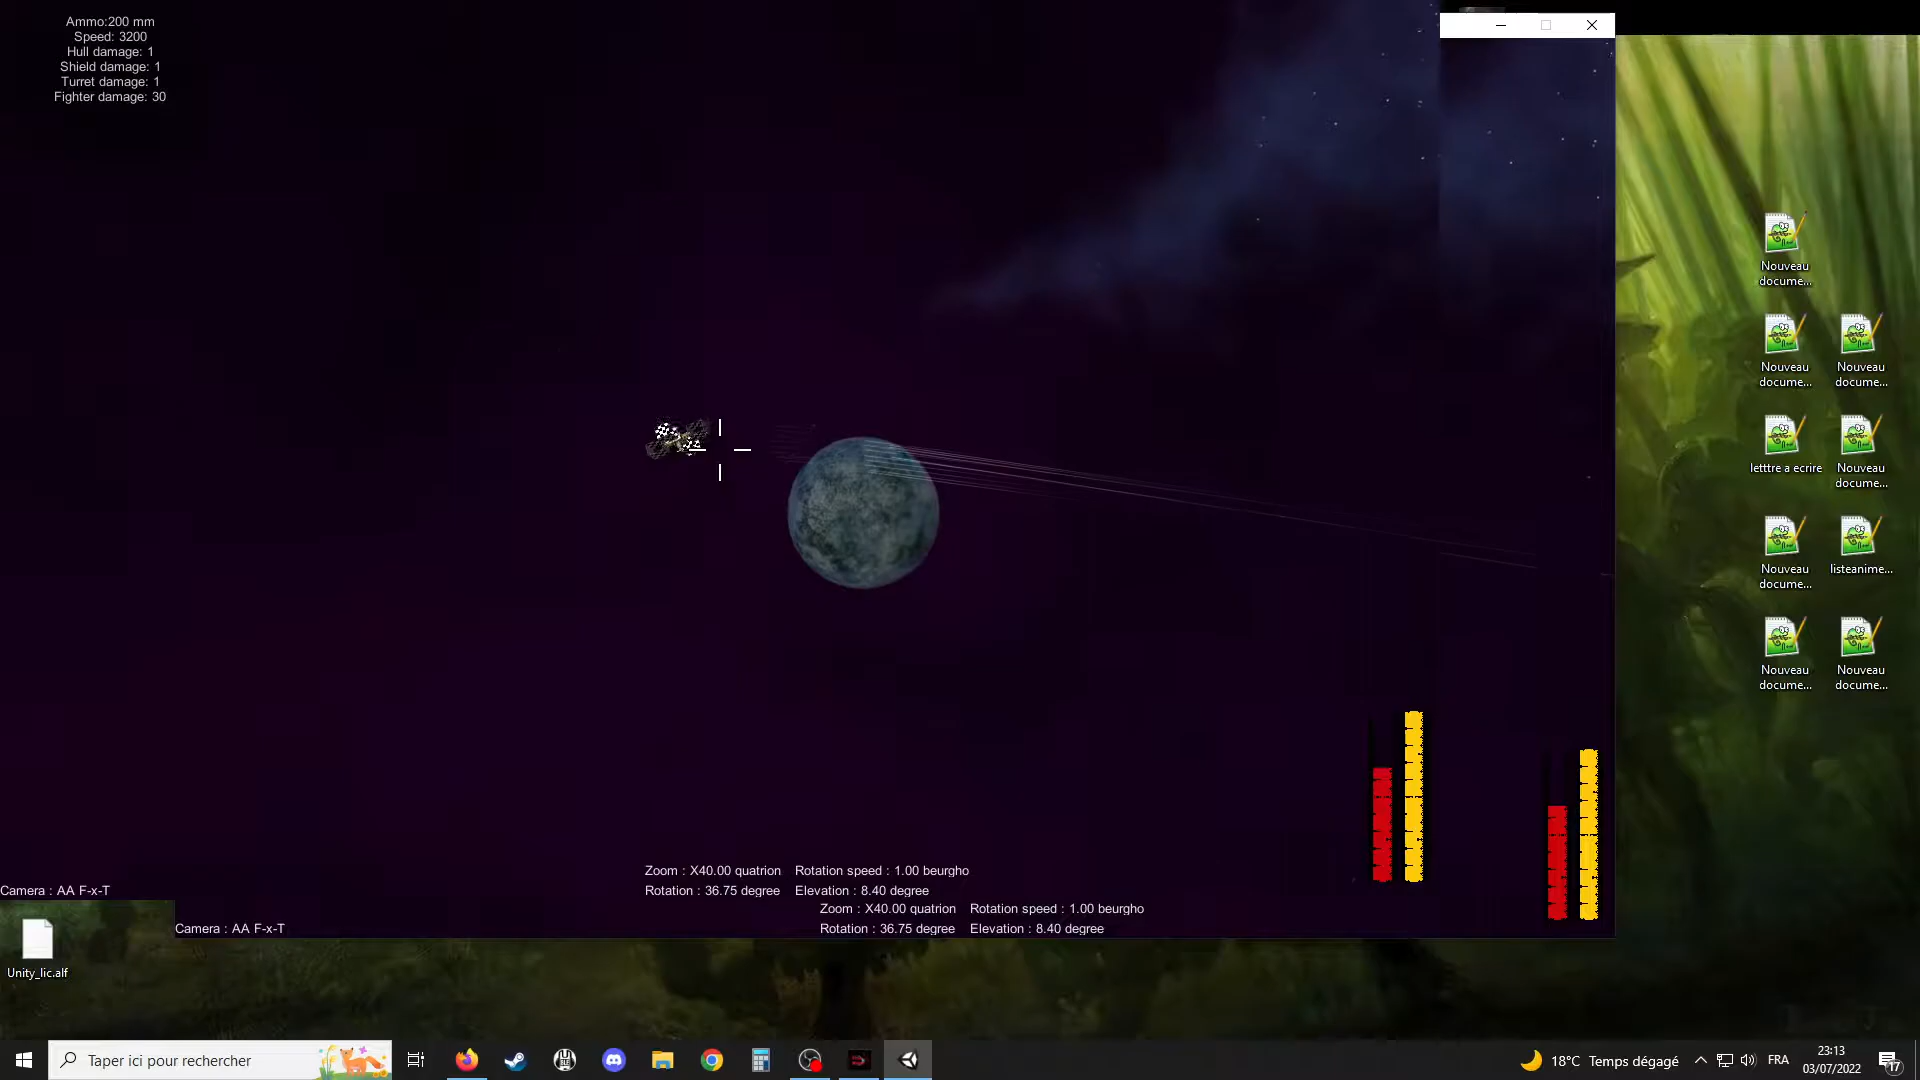 Ammo:200 mm
Speed: 3200
Hull damage: 1
Shield damage: 1
Turret damage: 1
Fighter damage: 30
Nouveau
docume...
Nouveau
docume...
Nouveau
docume...
letttre a ecrire
Nouveau
docume...
Nouveau
docume...
listeanime...
Nouveau
docume...
Nouveau
docume...
Zoom : X40.00 quatrion    Rotation speed : 1.00 beurgho
Camera : AA F-x-T
Rotation : 36.75 degree    Elevation : 8.40 degree
Zoom : X40.00 quatrion    Rotation speed : 1.00 beurgho
Camera : AA F-x-T
Rotation : 36.75 degree    Elevation : 8.40 degree
Unity_lic.alf
Taper ici pour rechercher
18°C Temps dégagé
FRA
23:13
03/07/2022
17